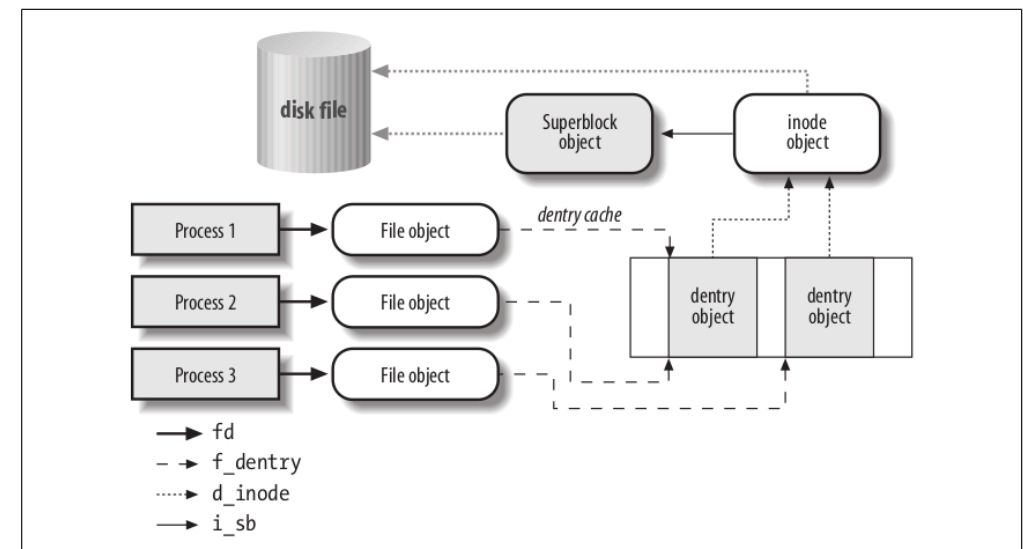 disk file
Superblock
object
inode
object
dentry cache
Process 1
File object
Process 2
File object
Process 3
File object
dentry
object
dentry
object
fd
f_dentry
d_inode
i_sb